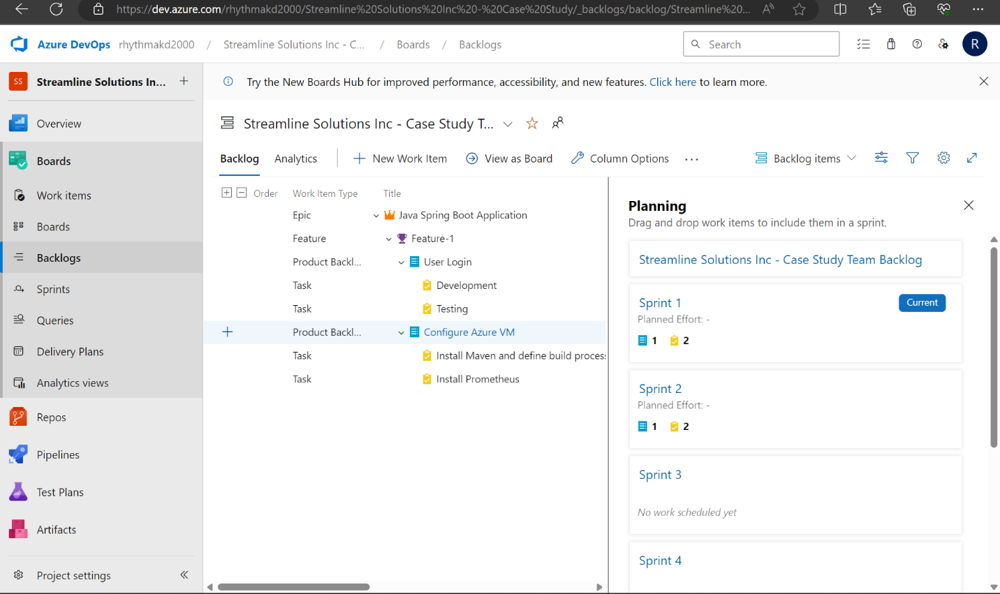 https://dev.azure.com/rhythmakd2000/Streamline%20Solutions%20Inc%20-%20Case%20Study/_backlogs/backlog/Streamline%20...
Azure DevOps rhythmakd2000 / Streamline Solutions Inc - C... / Boards / Backlogs
Search
R
SS Streamline Solutions In...
Try the New Boards Hub for improved performance, accessibility, and new features. Click here to learn more.
Overview
Boards
Work items
Boards
Backlogs
Sprints
Queries
Delivery Plans
Analytics views
Repos
Pipelines
Test Plans
Artifacts
Project settings
Streamline Solutions Inc - Case Study T...
Backlog Analytics New Work Item View as Board Column Options Backlog items
Order Work Item Type Title
Epic Java Spring Boot Application
Feature Feature-1
Product Backl... User Login
Task Development
Task Testing
Product Backl... Configure Azure VM
Task Install Maven and define build process
Task Install Prometheus
Planning
Drag and drop work items to include them in a sprint.
Streamline Solutions Inc - Case Study Team Backlog
Sprint 1 Current
Planned Effort: -
1 2
Sprint 2
Planned Effort: -
1 2
Sprint 3
No work scheduled yet
Sprint 4